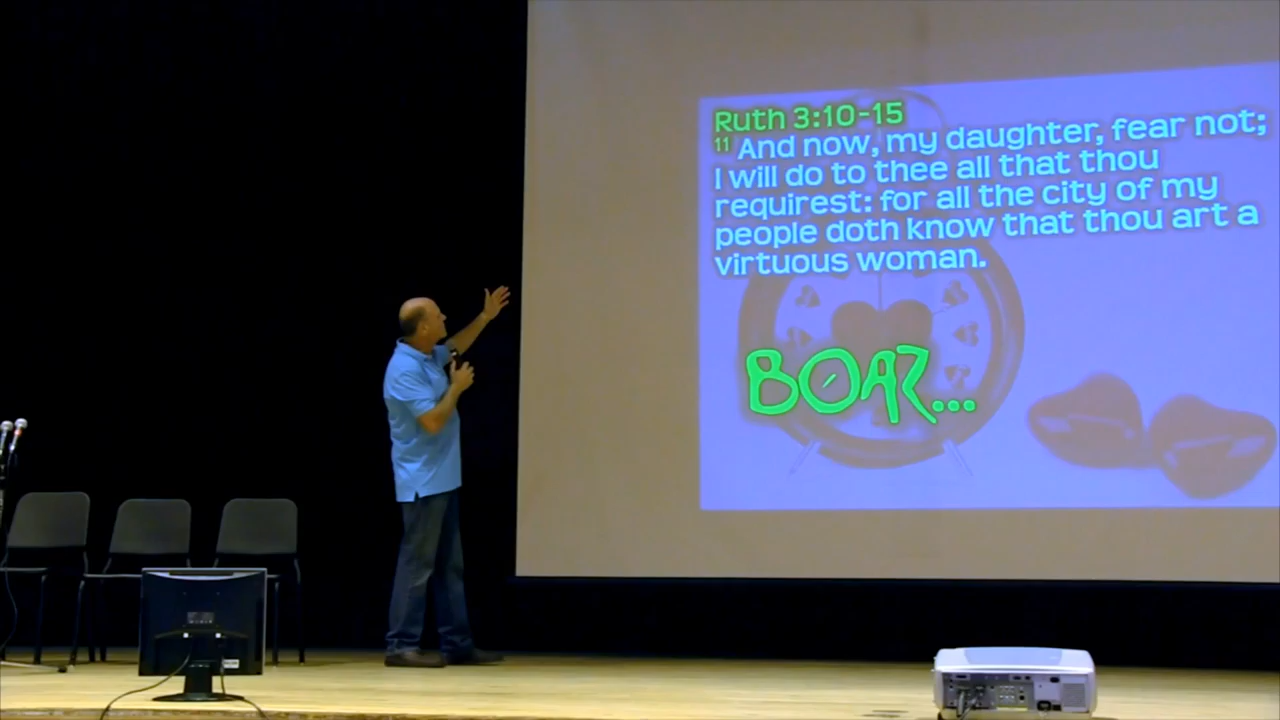 Ruth 3:10-15
11 And now, my daughter, fear not;
I will do to thee all that thou
requirest: for all the city of my
people doth know that thou art a
virtuous woman.
BOAZ...